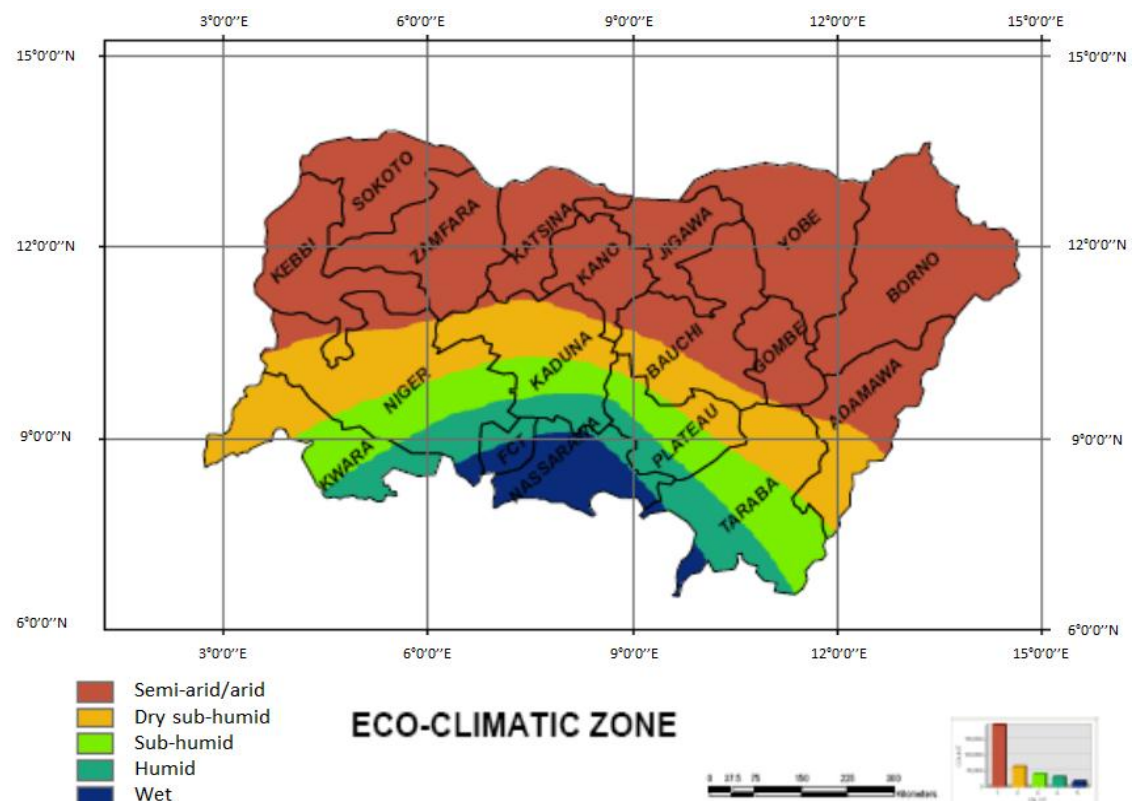 3°0'0''E 6°0'0''E 9°0'0''E 12°0'0''E 15°0'0''E
15°0'0''N 15°0'0''N
SOKOTO
ZAMFARA
KATSINA
KANO
JIGAWA
YOBE
BORNO
KEBBI
12°0'0''N 12°0'0''N
BAUCHI
GOMBE
ADAMAWA
KADUNA
NIGER
PLATEAU
9°0'0''N 9°0'0''N
KWARA
FCT
NASSARAWA
TARABA
6°0'0''N 6°0'0''N
3°0'0''E 6°0'0''E 9°0'0''E 12°0'0''E 15°0'0''E
Semi-arid/arid
Dry sub-humid
Sub-humid
Humid
Wet
ECO-CLIMATIC ZONE
0 37.5 75 150 225 300
Kilometers